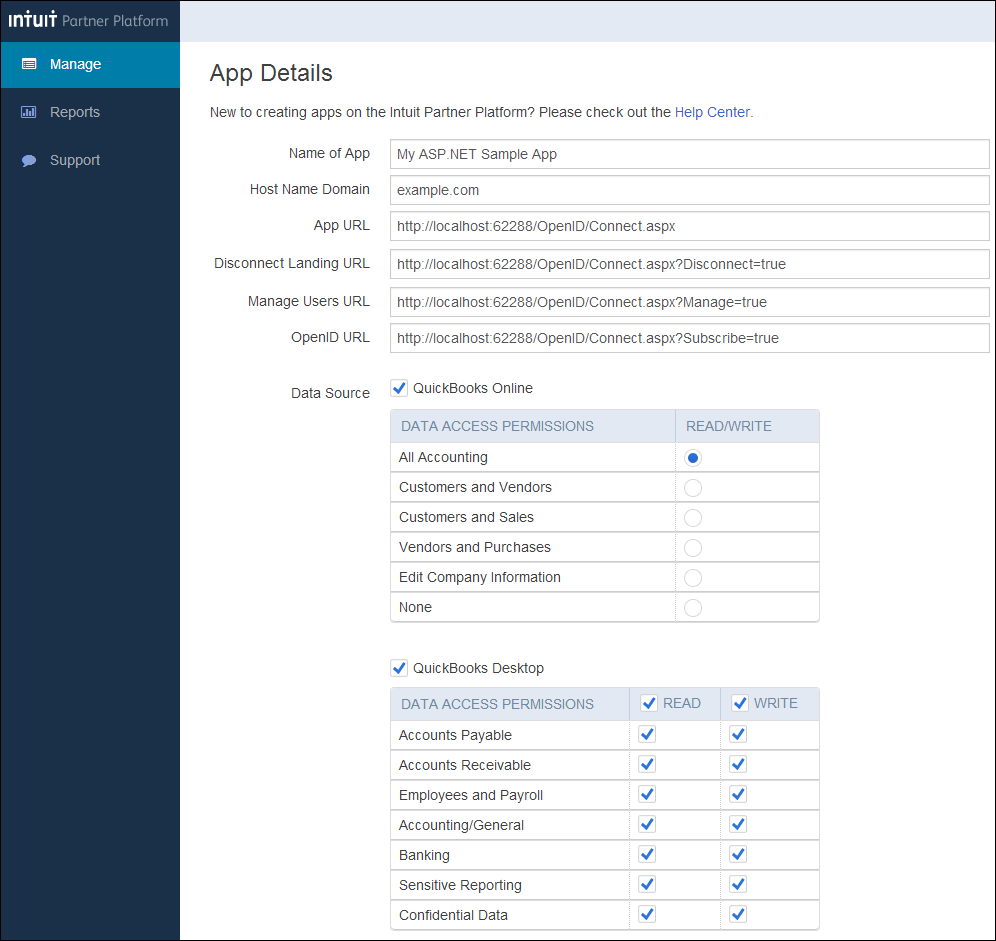 intuit Partner Platform
Manage
Reports
Support
App Details
New to creating apps on the Intuit Partner Platform? Please check out the Help Center.
Name of App My ASP.NET Sample App
Host Name Domain example.com
App URL http://localhost:62288/OpenID/Connect.aspx
Disconnect Landing URL http://localhost:62288/OpenID/Connect.aspx?Disconnect=true
Manage Users URL http://localhost:62288/OpenID/Connect.aspx?Manage=true
OpenID URL http://localhost:62288/OpenID/Connect.aspx?Subscribe=true
Data Source QuickBooks Online
DATA ACCESS PERMISSIONS READ/WRITE
All Accounting
Customers and Vendors
Customers and Sales
Vendors and Purchases
Edit Company Information
None
QuickBooks Desktop
DATA ACCESS PERMISSIONS READ WRITE
Accounts Payable
Accounts Receivable
Employees and Payroll
Accounting/General
Banking
Sensitive Reporting
Confidential Data